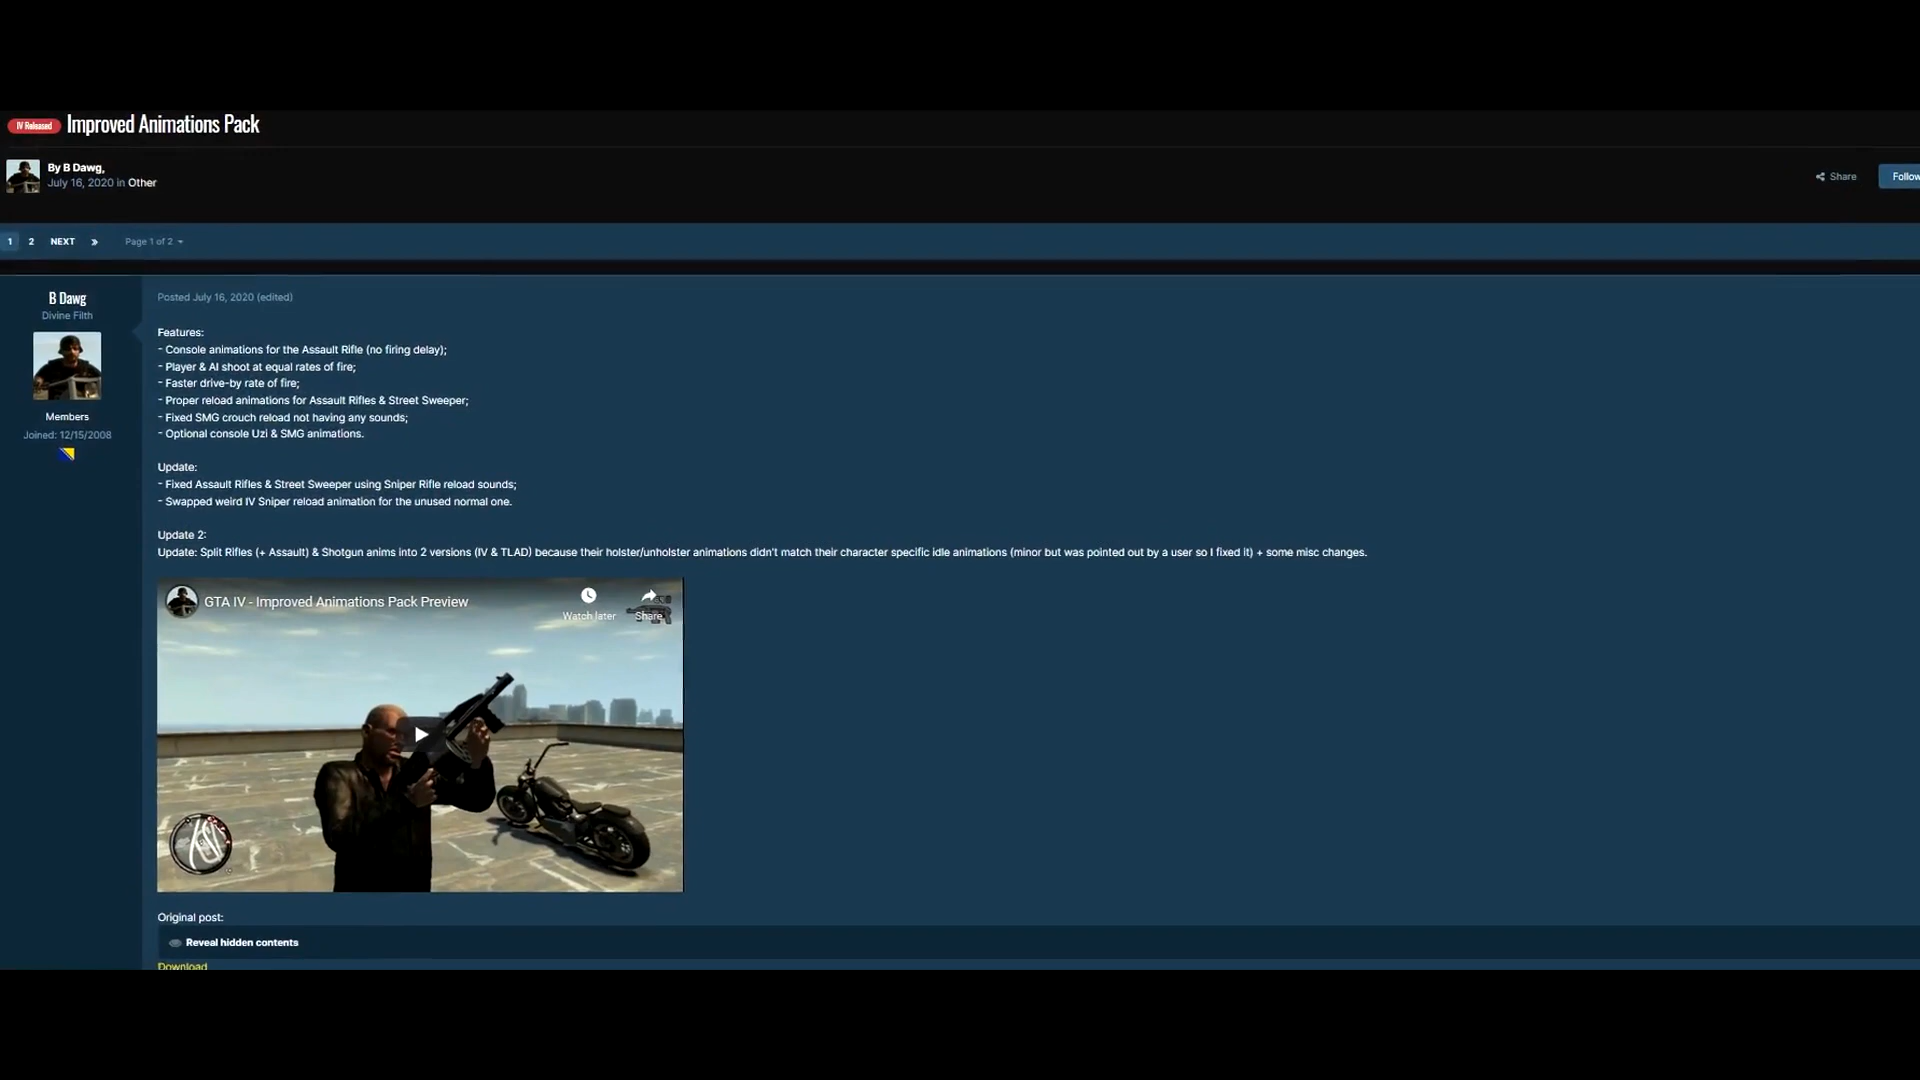 IV Released Improved Animations Pack
By B Dawg,
July 16, 2020 in Other
Share
Follow
1 2 NEXT » Page 1 of 2
B Dawg
Divine Filth
Members
Joined: 12/15/2008
Posted July 16, 2020 (edited)
Features:
- Console animations for the Assault Rifle (no firing delay);
- Player & AI shoot at equal rates of fire;
- Faster drive-by rate of fire;
- Proper reload animations for Assault Rifles & Street Sweeper;
- Fixed SMG crouch reload not having any sounds;
- Optional console Uzi & SMG animations.
Update:
- Fixed Assault Rifles & Street Sweeper using Sniper Rifle reload sounds;
- Swapped weird IV Sniper reload animation for the unused normal one.
Update 2:
Update: Split Rifles (+ Assault) & Shotgun anims into 2 versions (IV & TLAD) because their holster/unholster animations didn't match their character specific idle animations (minor but was pointed out by a user so I fixed it) + some misc changes.
GTA IV - Improved Animations Pack Preview
Watch later
Share
Original post:
Reveal hidden contents
Download